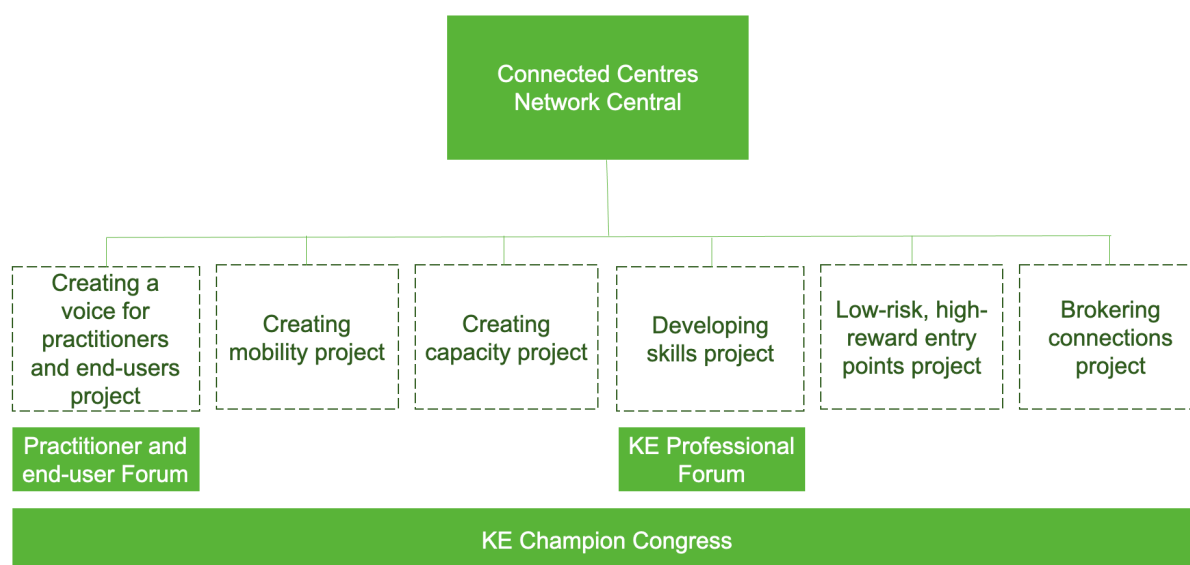 Connected Centres
Network Central
Creating a
voice for
practitioners
and end-users
project
Creating
mobility project
Creating
capacity project
Developing
skills project
Low-risk, high-
reward entry
points project
Brokering
connections
project
Practitioner and
end-user Forum
KE Professional
Forum
KE Champion Congress